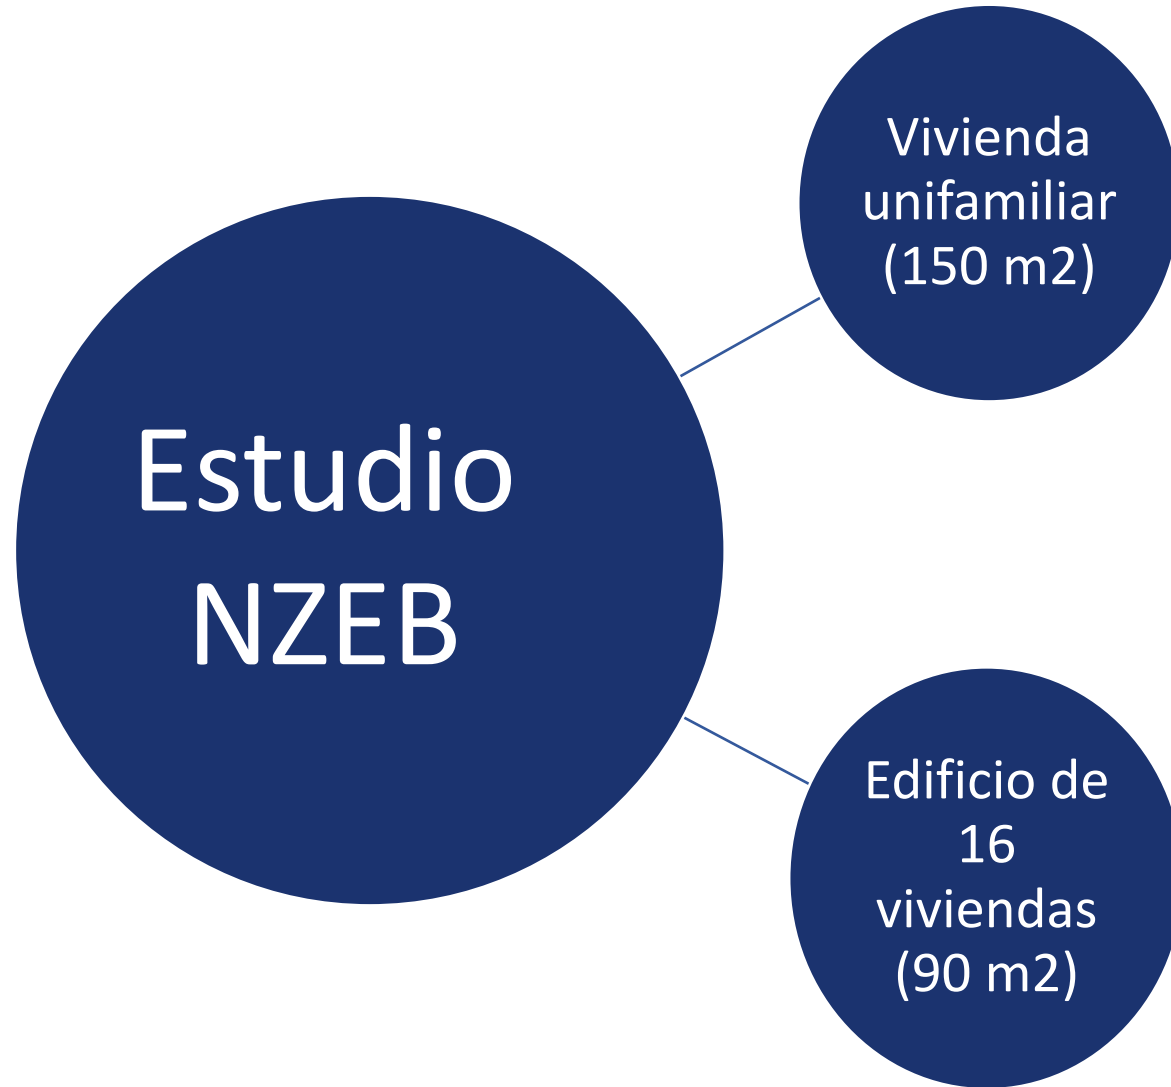 Estudio
NZEB
Vivienda
unifamiliar
(150 m2)
Edificio de
16
viviendas
(90 m2)